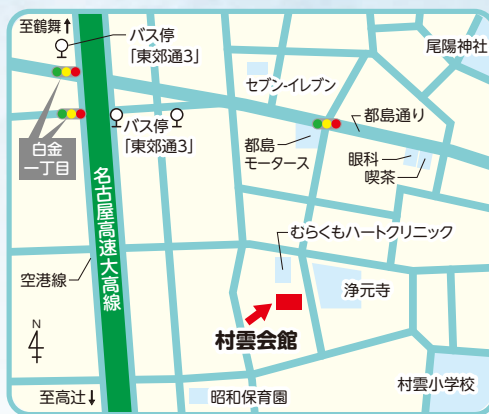 至鶴舞↑
バス停
「東郊通3」
尾陽神社
セブン-イレブン
都島通り
バス停
「東郊通3」
白金
一丁目
都島
モータース
眼科
喫茶
名古屋高速大高線
むらくもハートクリニック
空港線
浄元寺
N
4
村雲会館
村雲小学校
至高辻↓
昭和保育園